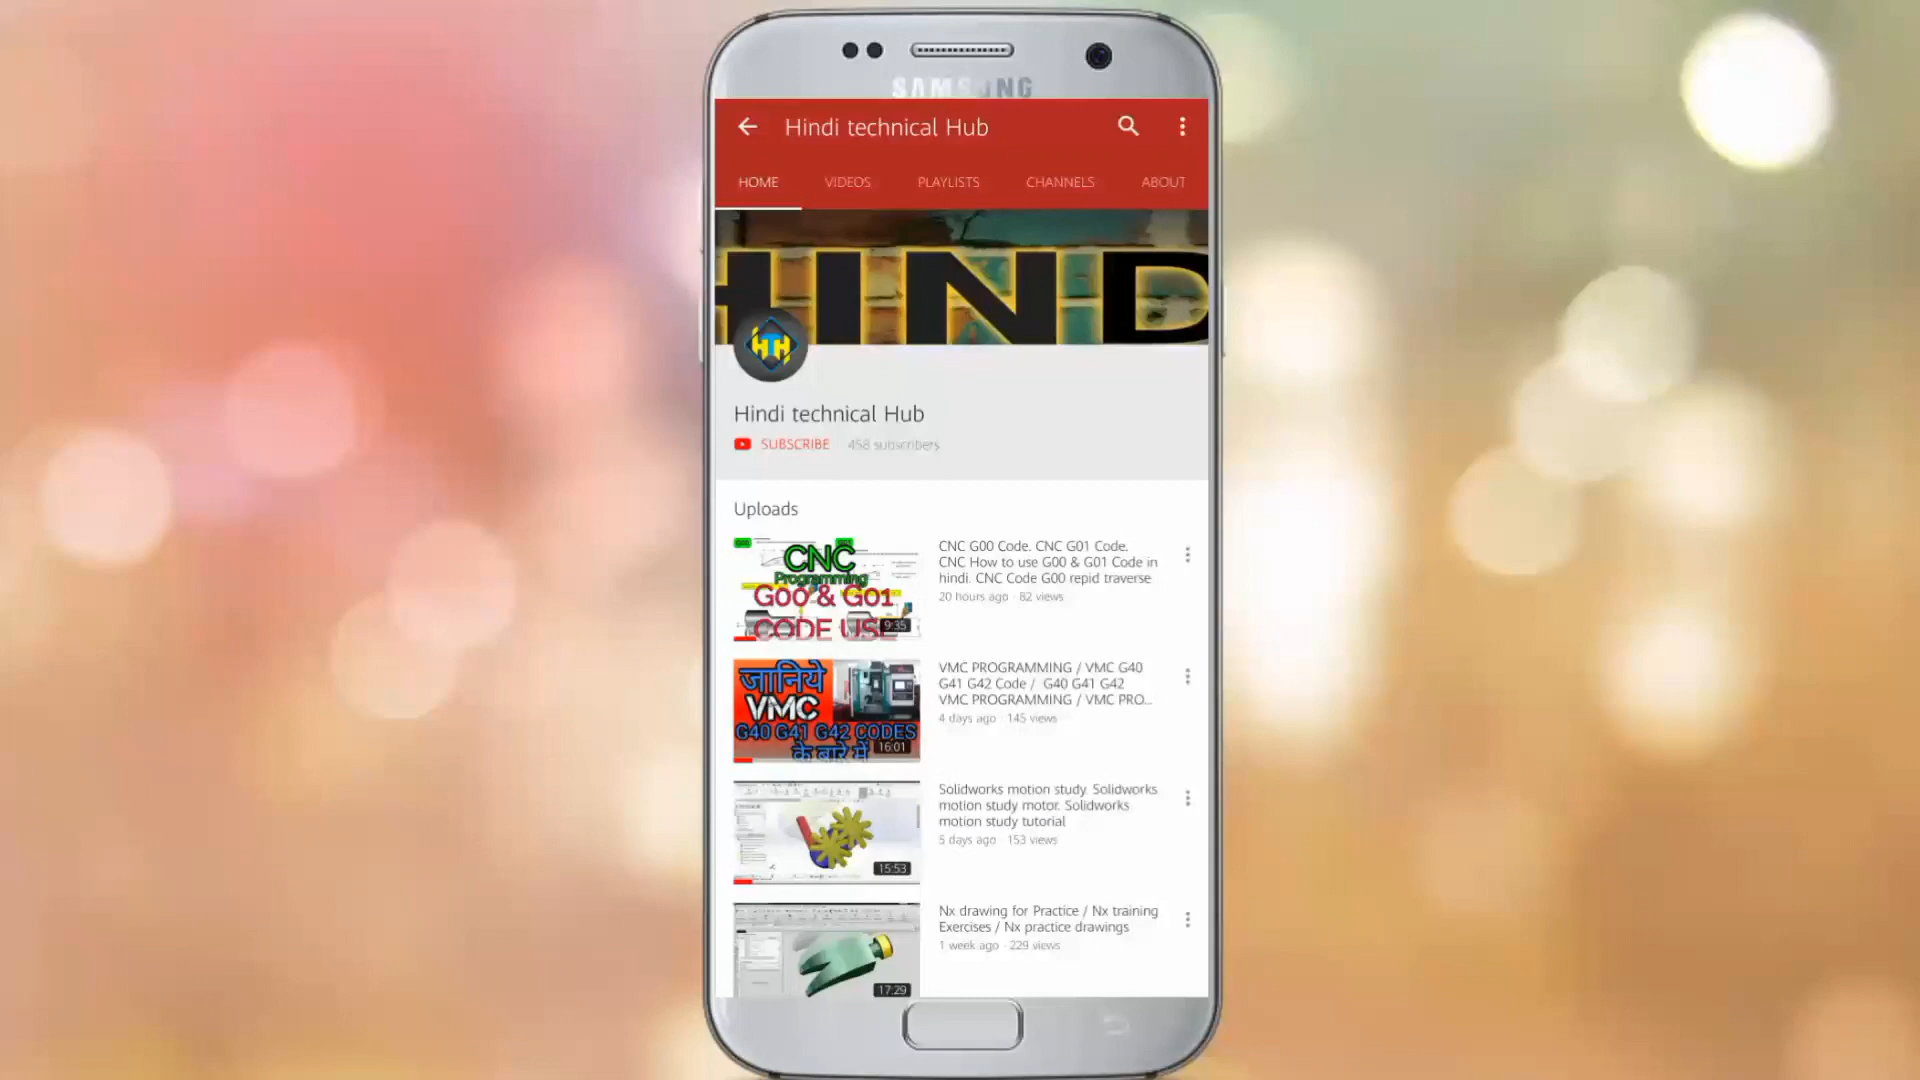 SAMSUNG
Hindi technical Hub
HOME VIDEOS PLAYLISTS CHANNELS ABOUT
HIND
HTH
Hindi technical Hub
SUBSCRIBE 458 subscribers
Uploads
G00 G01
CNC
Programming
G00 & G01
CODE USE
9:35
CNC G00 Code. CNC G01 Code.
CNC How to use G00 & G01 Code in
hindi. CNC Code G00 repid traverse
20 hours ago · 82 views
जानिये
VMC
G40 G41 G42 CODES
के बारे में
16:01
VMC PROGRAMMING / VMC G40
G41 G42 Code / G40 G41 G42
VMC PROGRAMMING / VMC PRO...
4 days ago · 145 views
15:53
Solidworks motion study. Solidworks
motion study motor. Solidworks
motion study tutorial
5 days ago · 153 views
17:29
Nx drawing for Practice / Nx training
Exercises / Nx practice drawings
1 week ago · 229 views